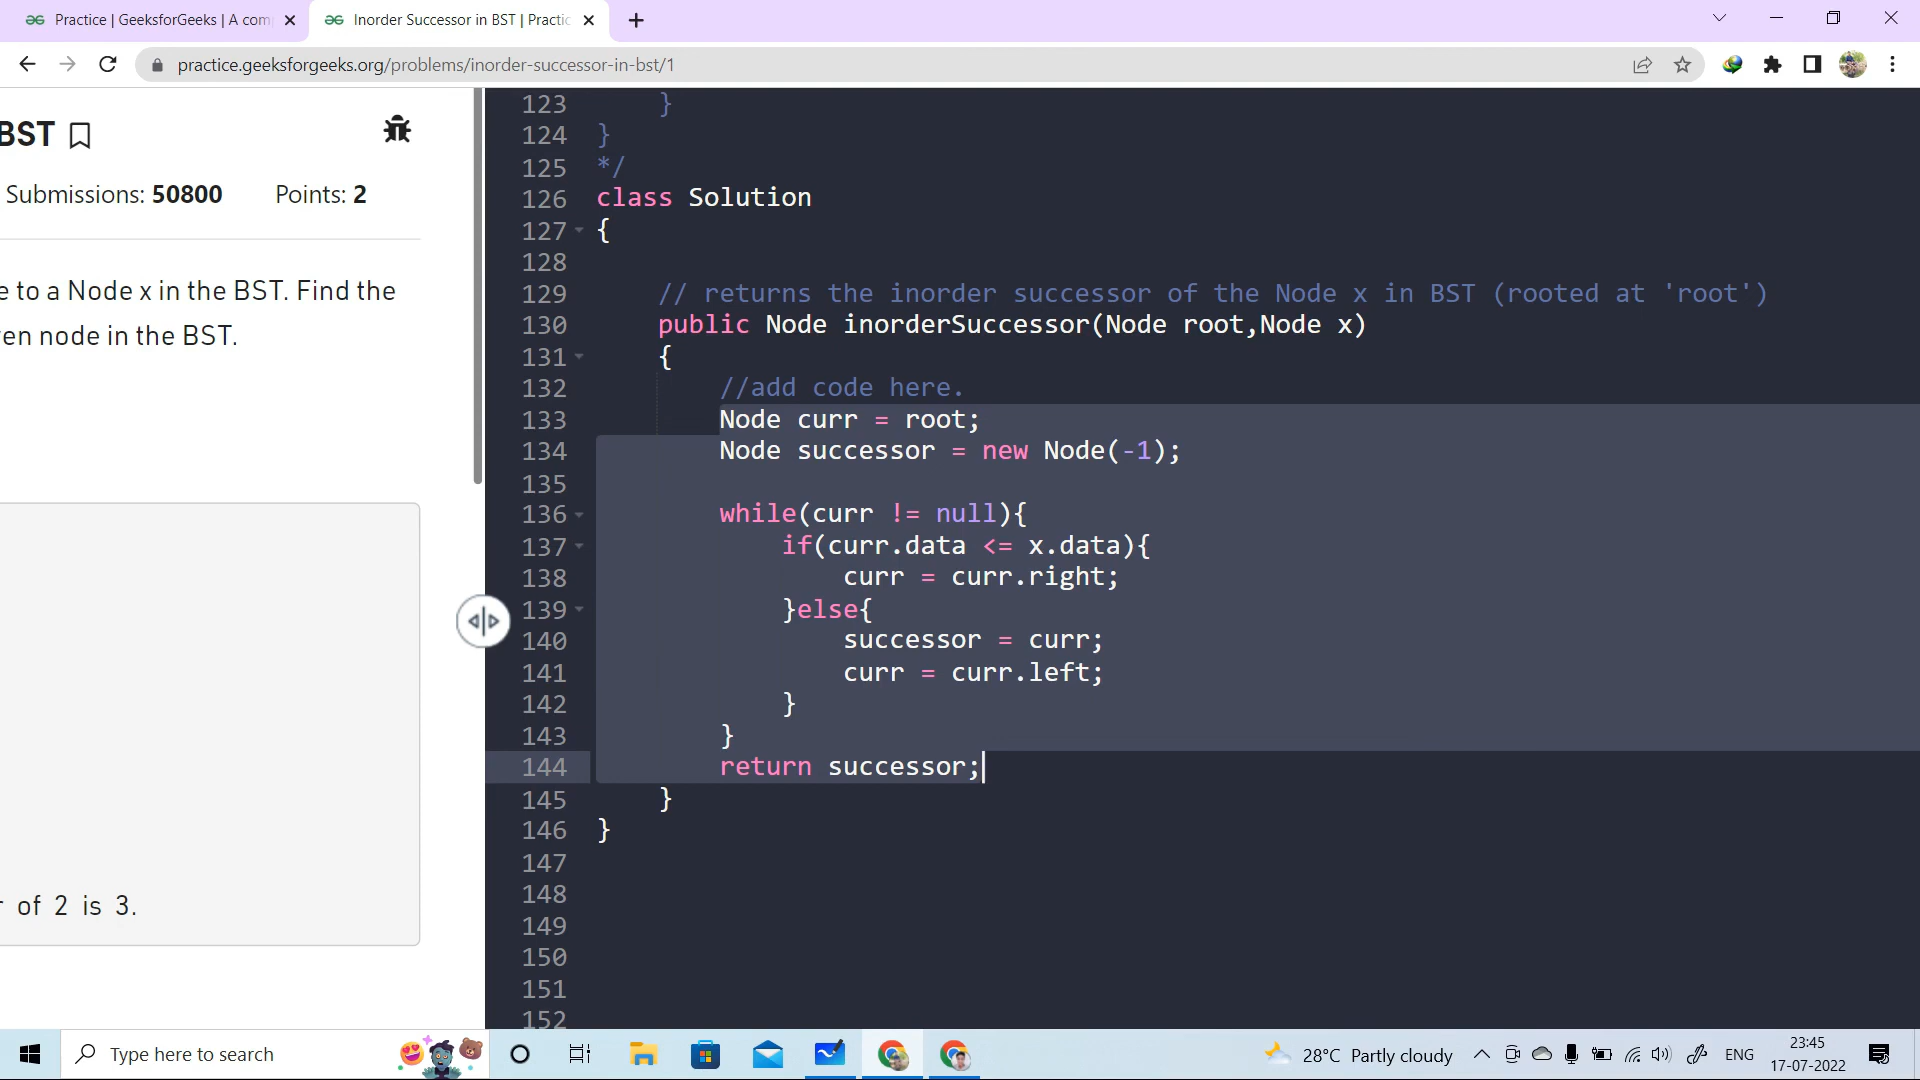 Practice | GeeksforGeeks | A com
Inorder Successor in BST | Practic
practice.geeksforgeeks.org/problems/inorder-successor-in-bst/1
BST
Submissions: 50800 Points: 2
e to a Node x in the BST. Find the
en node in the BST.
of 2 is 3.
123 }
124 }
125 */
126 class Solution
127 {
128
129 // returns the inorder successor of the Node x in BST (rooted at 'root')
130 public Node inorderSuccessor(Node root,Node x)
131 {
132 //add code here.
133 Node curr = root;
134 Node successor = new Node(-1);
135
136 while(curr != null){
137 if(curr.data <= x.data){
138 curr = curr.right;
139 }else{
140 successor = curr;
141 curr = curr.left;
142 }
143 }
144 return successor;
145 }
146 }
147
148
149
150
151
152
Type here to search
28°C Partly cloudy
ENG
23:45
17-07-2022